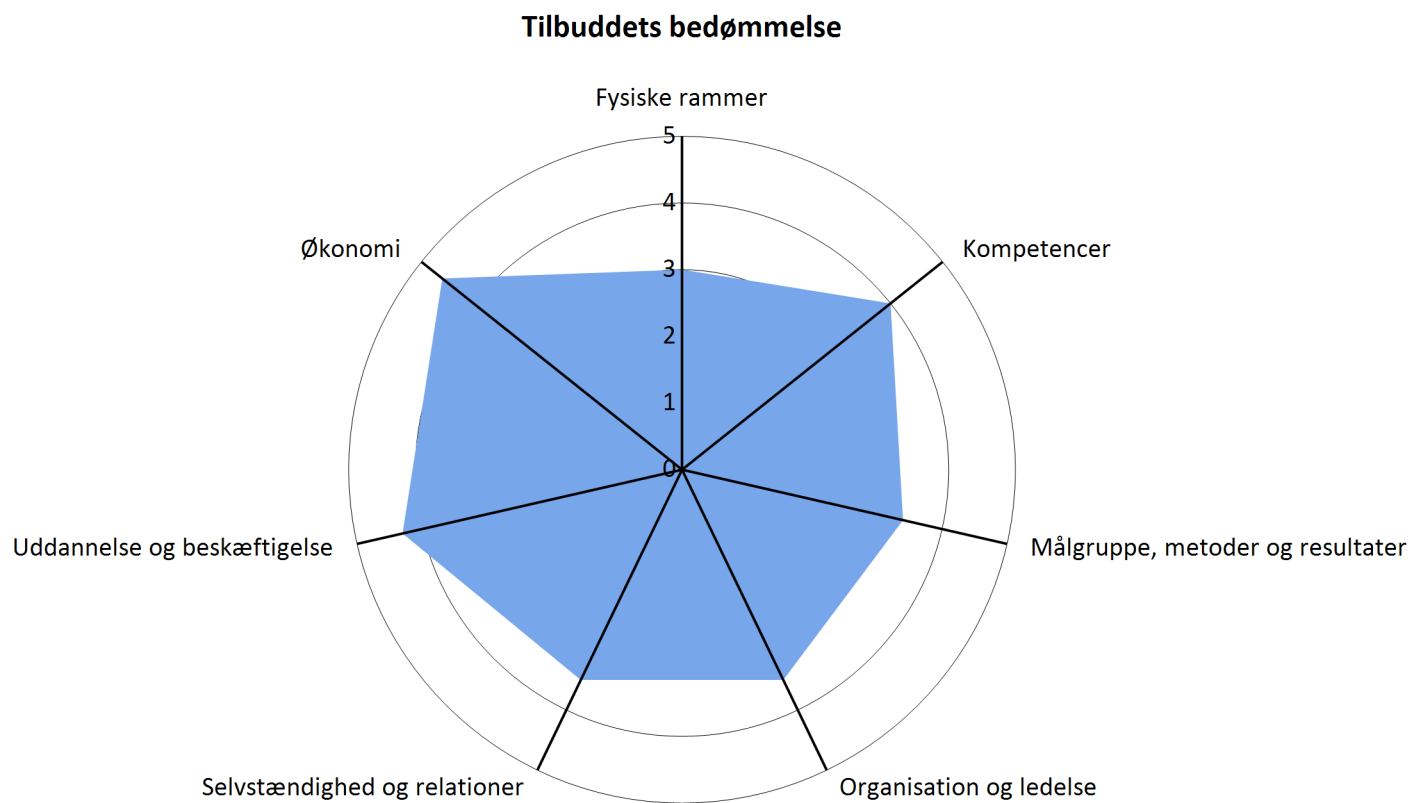 Tilbuddets bedømmelse
Fysiske rammer
5
4
Økonomi
Kompetencer
3
2
1
0
Uddannelse og beskæftigelse
Målgruppe, metoder og resultater
Selvstændighed og relationer
Organisation og ledelse